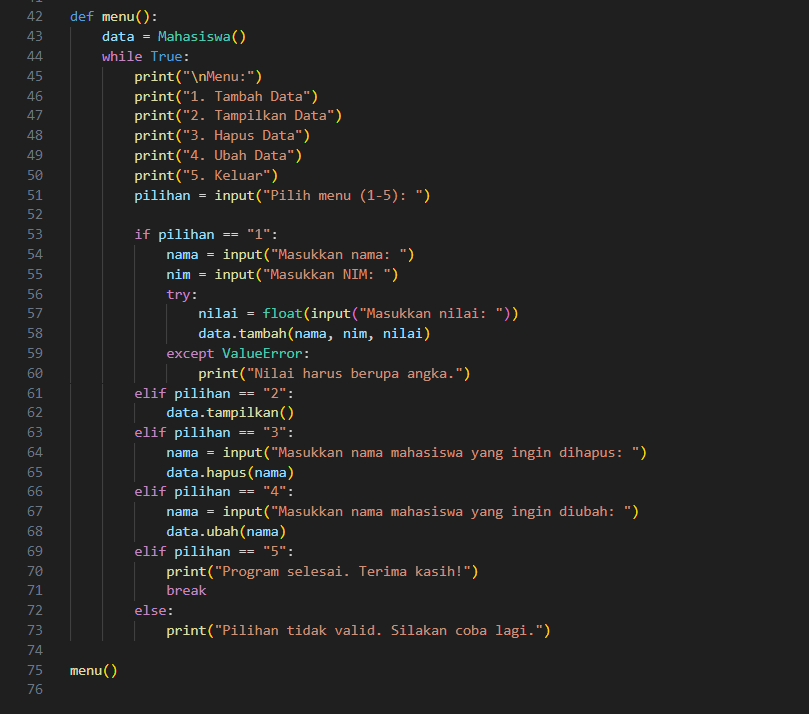 42 def menu():
43     data = Mahasiswa()
44     while True:
45         print("\nMenu:")
46         print("1. Tambah Data")
47         print("2. Tampilkan Data")
48         print("3. Hapus Data")
49         print("4. Ubah Data")
50         print("5. Keluar")
51         pilihan = input("Pilih menu (1-5): ")
52
53         if pilihan == "1":
54             nama = input("Masukkan nama: ")
55             nim = input("Masukkan NIM: ")
56             try:
57                 nilai = float(input("Masukkan nilai: "))
58                 data.tambah(nama, nim, nilai)
59             except ValueError:
60                 print("Nilai harus berupa angka.")
61         elif pilihan == "2":
62             data.tampilkan()
63         elif pilihan == "3":
64             nama = input("Masukkan nama mahasiswa yang ingin dihapus: ")
65             data.hapus(nama)
66         elif pilihan == "4":
67             nama = input("Masukkan nama mahasiswa yang ingin diubah: ")
68             data.ubah(nama)
69         elif pilihan == "5":
70             print("Program selesai. Terima kasih!")
71             break
72         else:
73             print("Pilihan tidak valid. Silakan coba lagi.")
74
75 menu()
76